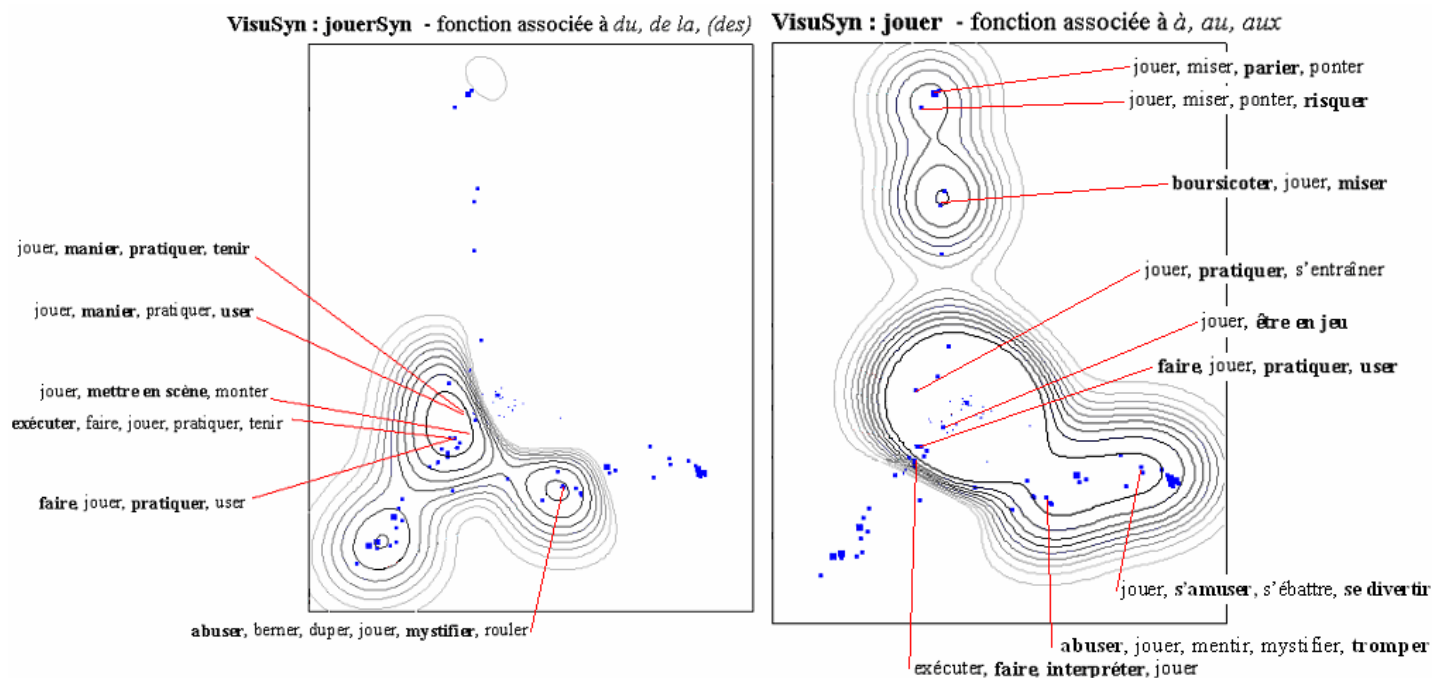 VisuSyn : jouerSyn - fonction associée à du, de la, (des)
jouer, manier, pratiquer, tenir
jouer, manier, pratiquer, user
jouer, mettre en scène, monter
exécuter, faire, jouer, pratiquer, tenir
faire, jouer, pratiquer, user
abuser, berner, duper, jouer, mystifier, rouler
VisuSyn : jouer - fonction associée à à, au, aux
jouer, miser, parier, ponter
jouer, miser, ponter, risquer
boursicoter, jouer, miser
jouer, pratiquer, s'entraîner
jouer, être en jeu
faire, jouer, pratiquer, user
jouer, s'amuser, s'ébattre, se divertir
abuser, jouer, mentir, mystifier, tromper
exécuter, faire, interpréter, jouer